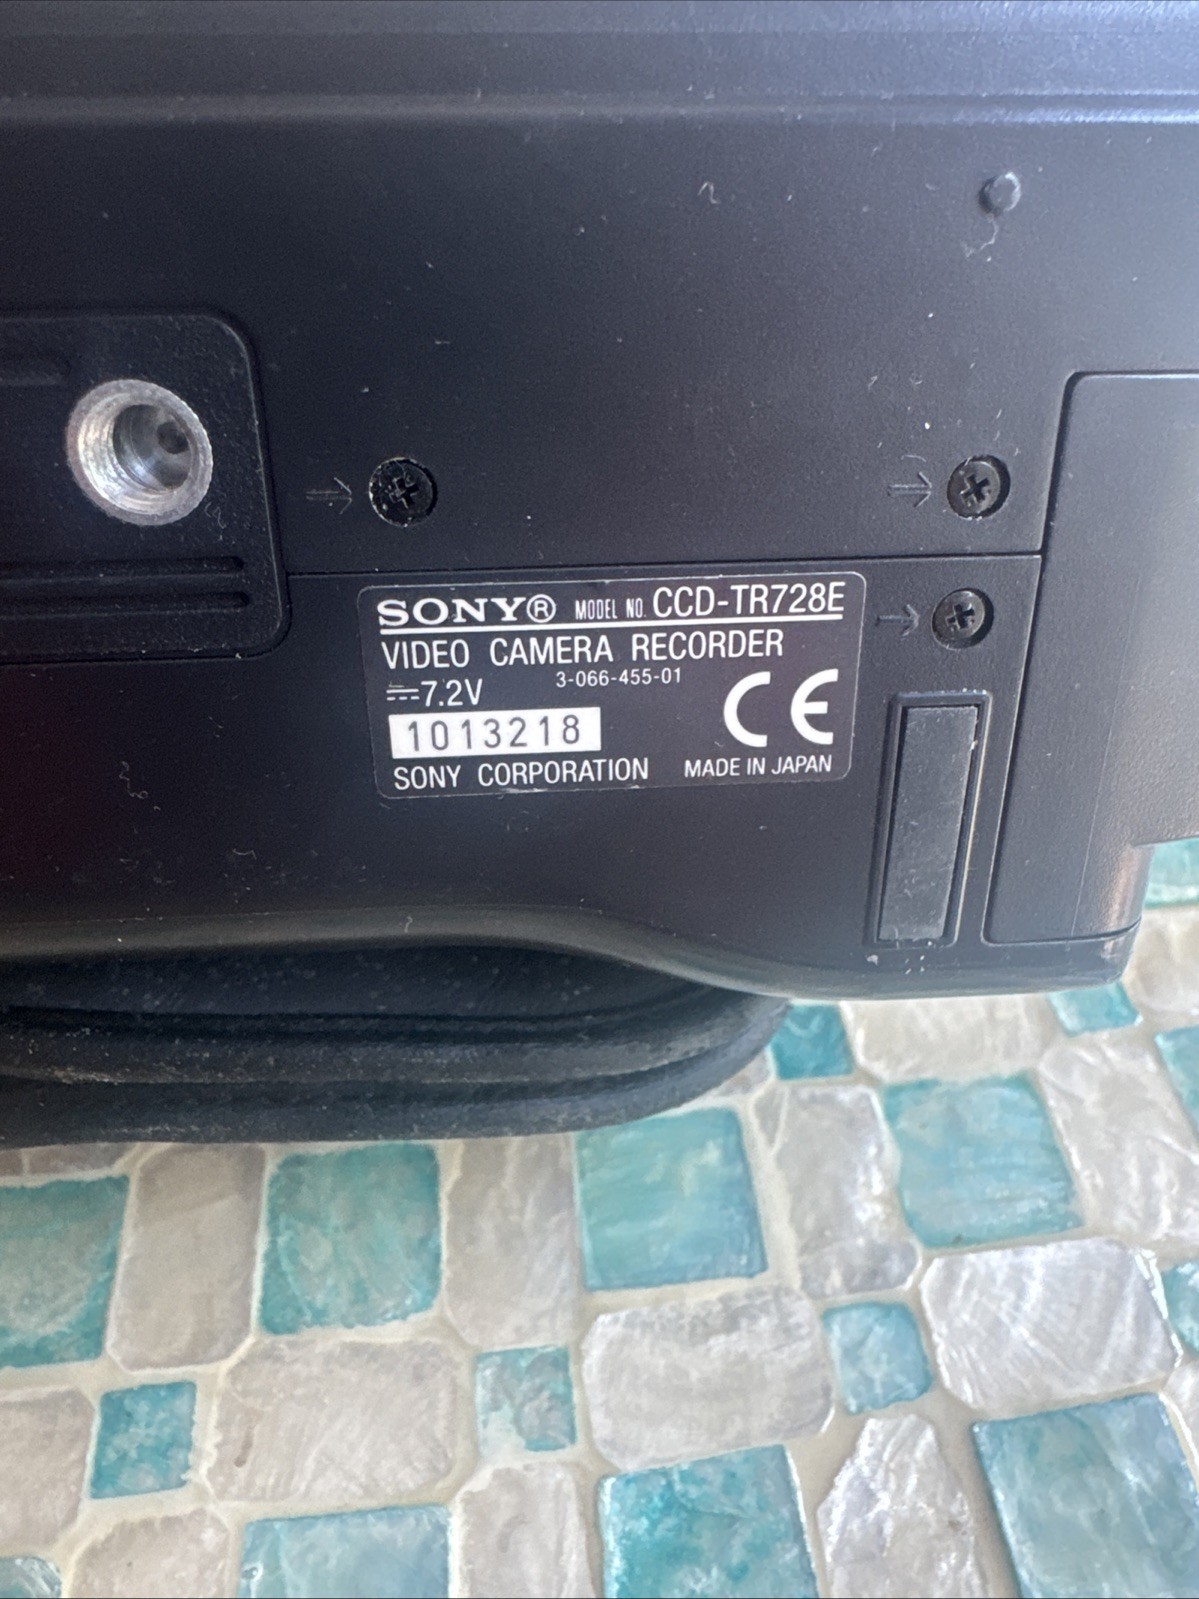 SONY® MODEL NO. CCD-TR728E
VIDEO CAMERA RECORDER
⎓7.2V 3-066-455-01
1013218 CE
SONY CORPORATION MADE IN JAPAN